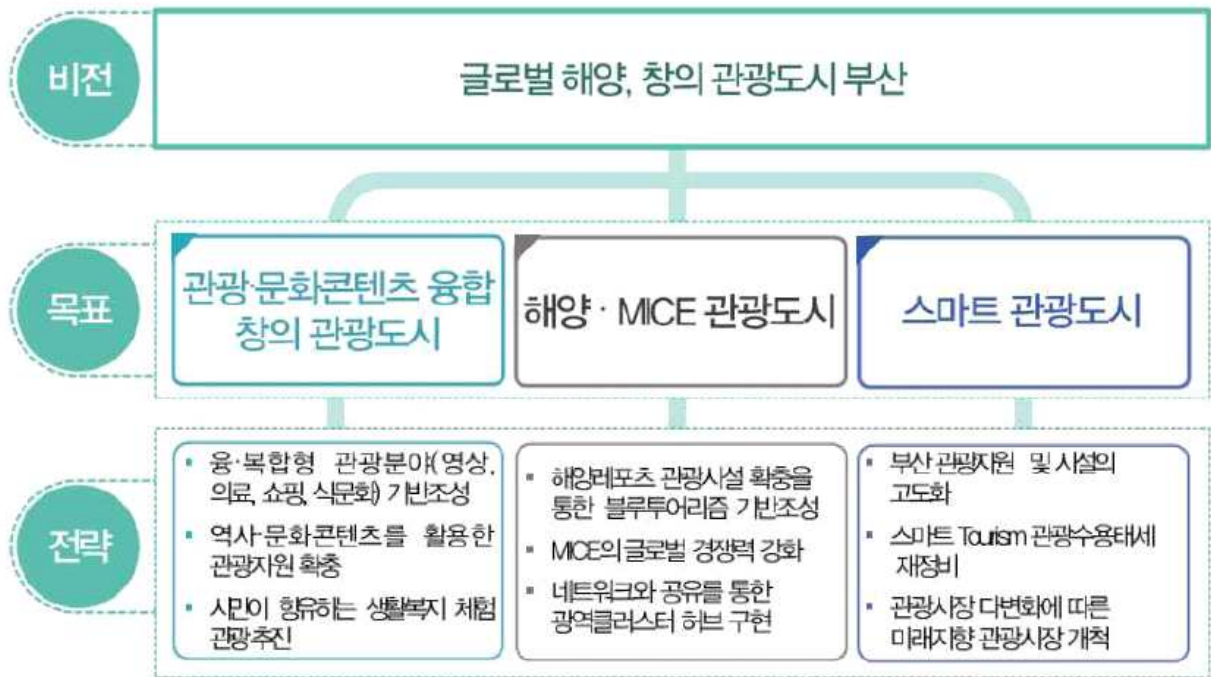 비전
글로벌 해양, 창의 관광도시 부산
목표
관광·문화콘텐츠 융합
창의 관광도시
해양·MICE 관광도시
스마트 관광도시
전략
▪ 융·복합형 관광분야(영상,
의료, 쇼핑, 식문화) 기반조성
▪ 역사·문화콘텐츠를 활용한
관광자원 확충
▪ 시민이 향유하는 생활복지 체험
관광추진
▪ 해양레포츠 관광시설 확충을
통한 블루투어리즘 기반조성
▪ MICE의 글로벌 경쟁력 강화
▪ 네트워크와 공유를 통한
광역클러스터 허브 구현
▪ 부산 관광자원 및 시설의
고도화
▪ 스마트 Tourism 관광수용태세
재정비
▪ 관광시장 다변화에 따른
미래지향 관광시장 개척